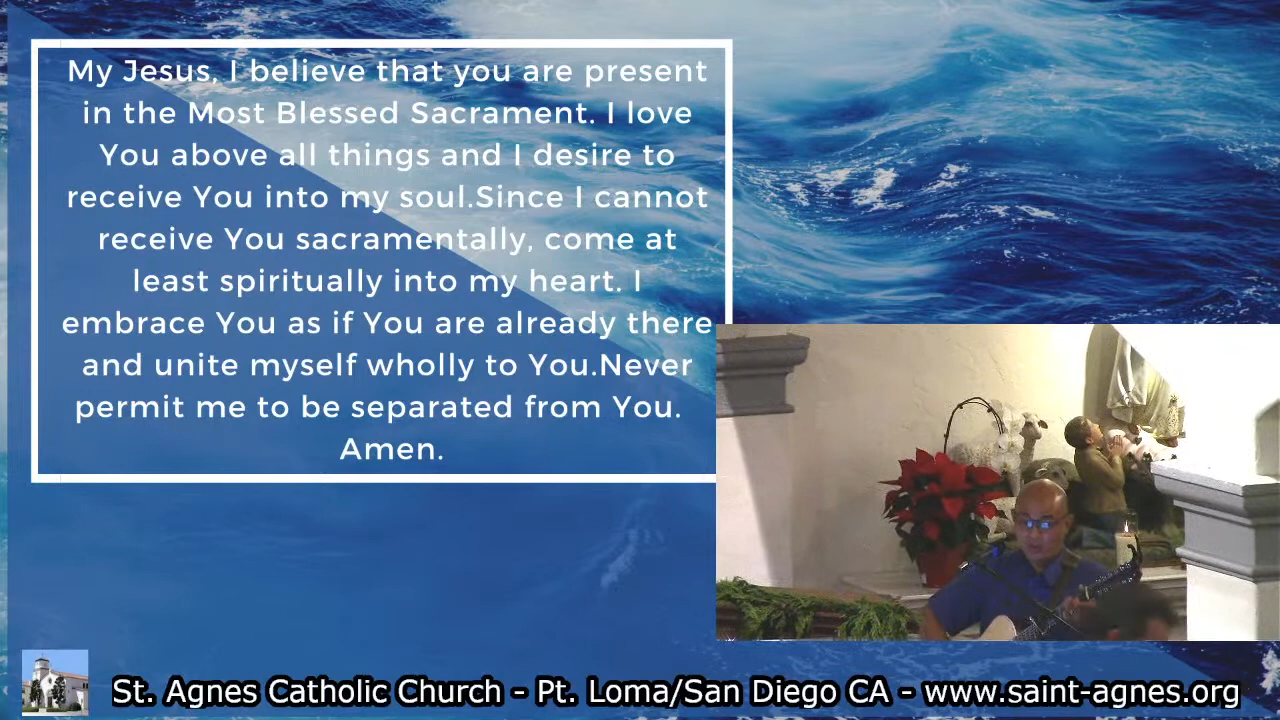 My Jesus, I believe that you are present
in the Most Blessed Sacrament. I love
You above all things and I desire to
receive You into my soul.Since I cannot
receive You sacramentally, come at
least spiritually into my heart. I
embrace You as if You are already there
and unite myself wholly to You.Never
permit me to be separated from You.
Amen.
St. Agnes Catholic Church - Pt. Loma/San Diego CA - www.saint-agnes.org